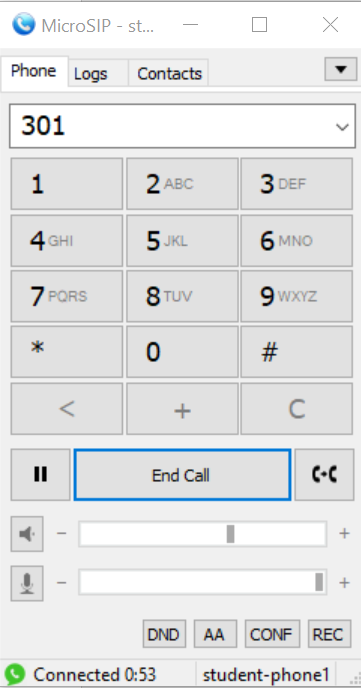 MicroSIP - st...
Phone Logs Contacts
301
1 2 ABC 3 DEF
4 GHI 5 JKL 6 MNO
7 PQRS 8 TUV 9 WXYZ
* 0 #
< + C
End Call
− +
− +
DND AA CONF REC
Connected 0:53 student-phone1